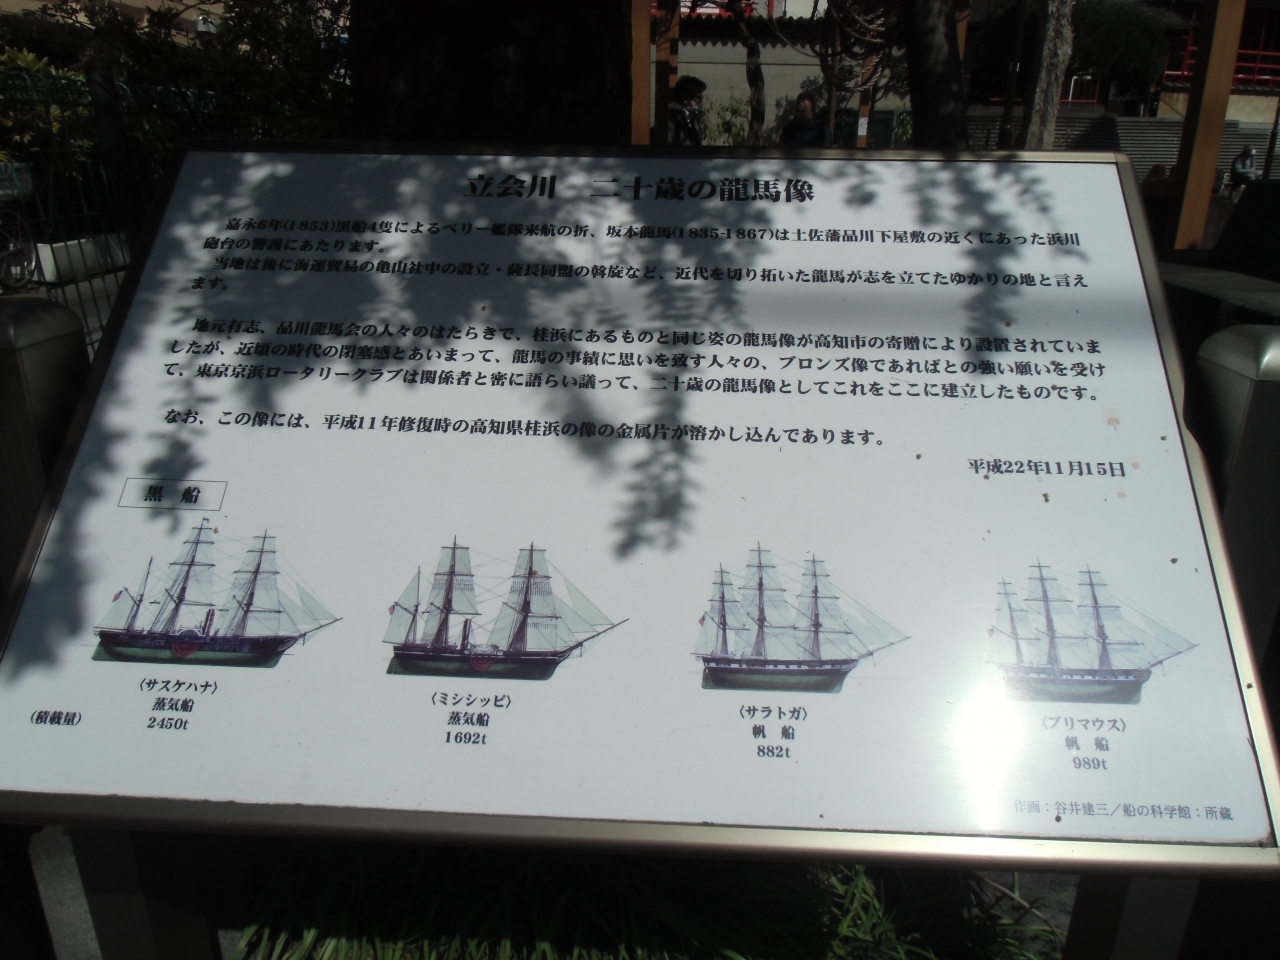 立会川 二十歳の龍馬像
嘉永6年(1853)黒船4隻によるペリー艦隊来航の折、坂本龍馬(1835-1867)は土佐藩品川下屋敷の近くにあった浜川
砲台の警護にあたります。
当地は後に海運貿易の亀山社中の設立・薩長同盟の斡旋など、近代を切り拓いた龍馬が志を立てたゆかりの地と言え
ます。
地元有志、品川龍馬会の人々のはたらきで、桂浜にあるものと同じ姿の龍馬像が高知市の寄贈により設置されていま
したが、近頃の時代の閉塞感とあいまって、龍馬の事績に思いを致す人々の、ブロンズ像であればとの強い願いを受け
て、東京京浜ロータリークラブは関係者と密に語らい議って、二十歳の龍馬像としてこれをここに建立したものです。
なお、この像には、平成11年修復時の高知県桂浜の像の金属片が溶かし込んであります。
平成22年11月15日
黒 船
〈サスケハナ〉
蒸気船
(積載量) 2450t
〈ミシシッピ〉
蒸気船
1692t
〈サラトガ〉
帆 船
882t
〈プリマウス〉
帆 船
989t
作画：谷井建三／船の科学館：所蔵